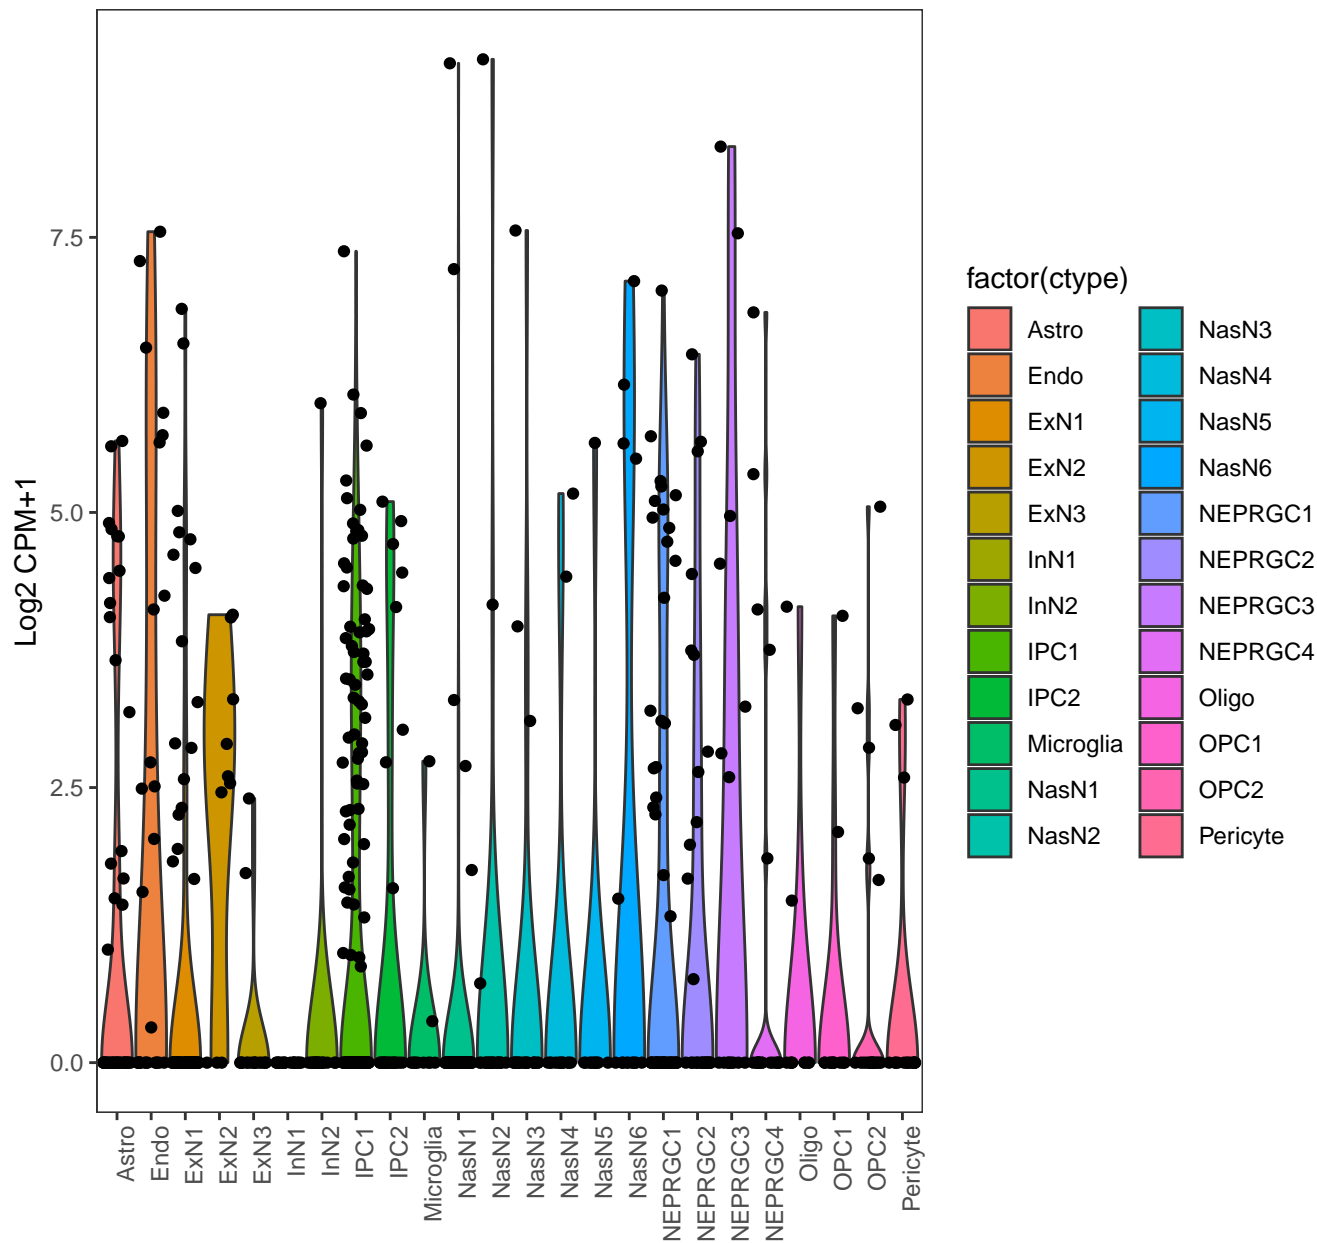 Log2 CPM+1
7.5
5.0
2.5
0.0
Astro
Endo
ExN1
ExN2
ExN3
InN1
InN2
IPC1
IPC2
Microglia
NasN1
NasN2
NasN3
NasN4
NasN5
NasN6
NEPRGC1
NEPRGC2
NEPRGC3
NEPRGC4
Oligo
OPC1
OPC2
Pericyte
factor(ctype)
Astro
Endo
ExN1
ExN2
ExN3
InN1
InN2
IPC1
IPC2
Microglia
NasN1
NasN2
NasN3
NasN4
NasN5
NasN6
NEPRGC1
NEPRGC2
NEPRGC3
NEPRGC4
Oligo
OPC1
OPC2
Pericyte